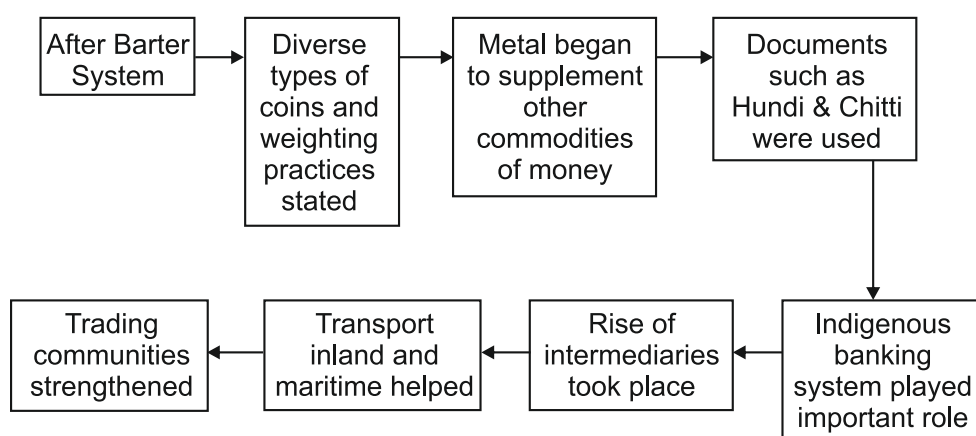 After Barter
System
Diverse
types of
coins and
weighting
practices
stated
Metal began
to supplement
other
commodities
of money
Documents
such as
Hundi & Chitti
were used
Indigenous
banking
system played
important role
Rise of
intermediaries
took place
Transport
inland and
maritime helped
Trading
communities
strengthened